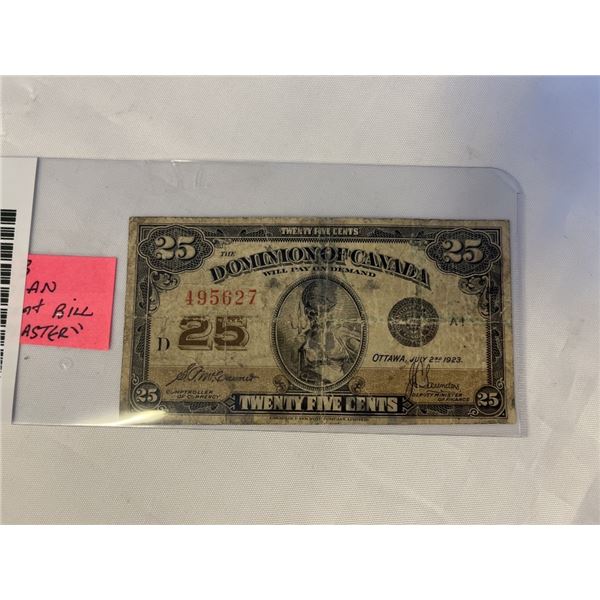 TWENTY FIVE CENTS
25 25
THE
DOMINION OF CANADA
WILL PAY ON DEMAND
495627
D 25
OTTAWA, JULY 2ND 1923.
COMPTROLLER
OF CURRENCY
DEPUTY MINISTER
OF FINANCE
25 TWENTY FIVE CENTS 25
AN
BILL
ASTER"